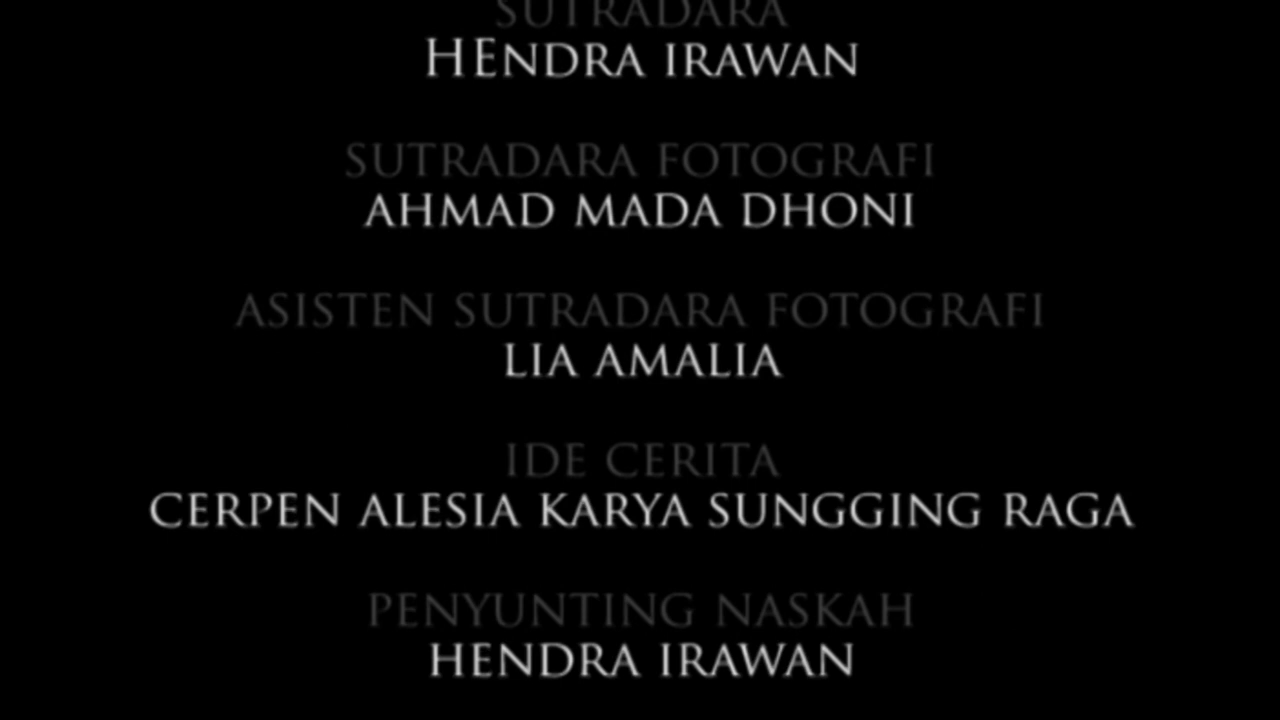 SUTRADARA
HENDRA IRAWAN
SUTRADARA FOTOGRAFI
AHMAD MADA DHONI
ASISTEN SUTRADARA FOTOGRAFI
LIA AMALIA
IDE CERITA
CERPEN ALESIA KARYA SUNGGING RAGA
PENYUNTING NASKAH
HENDRA IRAWAN